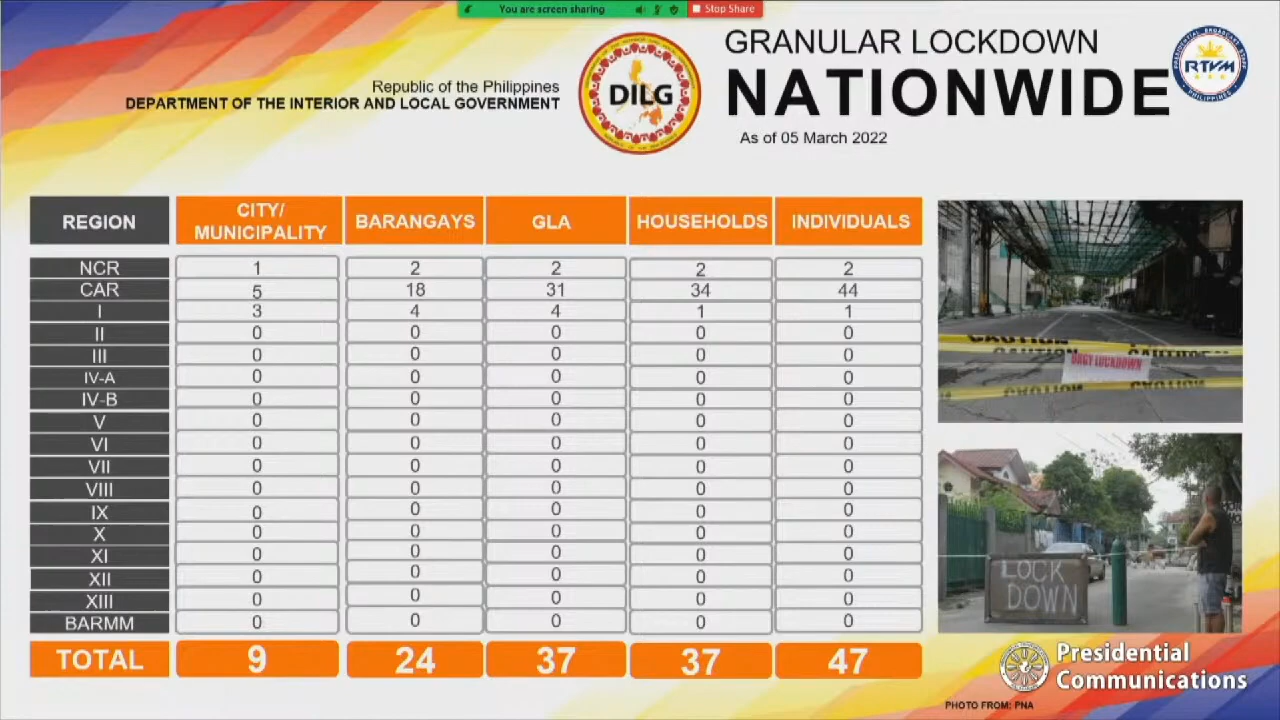 You are screen sharing
Stop Share
Republic of the Philippines
DEPARTMENT OF THE INTERIOR AND LOCAL GOVERNMENT
DILG
GRANULAR LOCKDOWN
NATIONWIDE
As of 05 March 2022
RTVM
PHILIPPINES
REGION CITY/ MUNICIPALITY BARANGAYS GLA HOUSEHOLDS INDIVIDUALS
NCR 1 2 2 2 2
CAR 5 18 31 34 44
I 3 4 4 1 1
II 0 0 0 0 0
III 0 0 0 0 0
IV-A 0 0 0 0 0
IV-B 0 0 0 0 0
V 0 0 0 0 0
VI 0 0 0 0 0
VII 0 0 0 0 0
VIII 0 0 0 0 0
IX 0 0 0 0 0
X 0 0 0 0 0
XI 0 0 0 0 0
XII 0 0 0 0 0
XIII 0 0 0 0 0
BARMM 0 0 0 0 0
TOTAL 9 24 37 37 47
CAUTION
CAUTION CAUTION
BRGY LOCKDOWN
CAUTION CAUTION
LOCK
DOWN
Presidential
Communications
PHOTO FROM: PNA